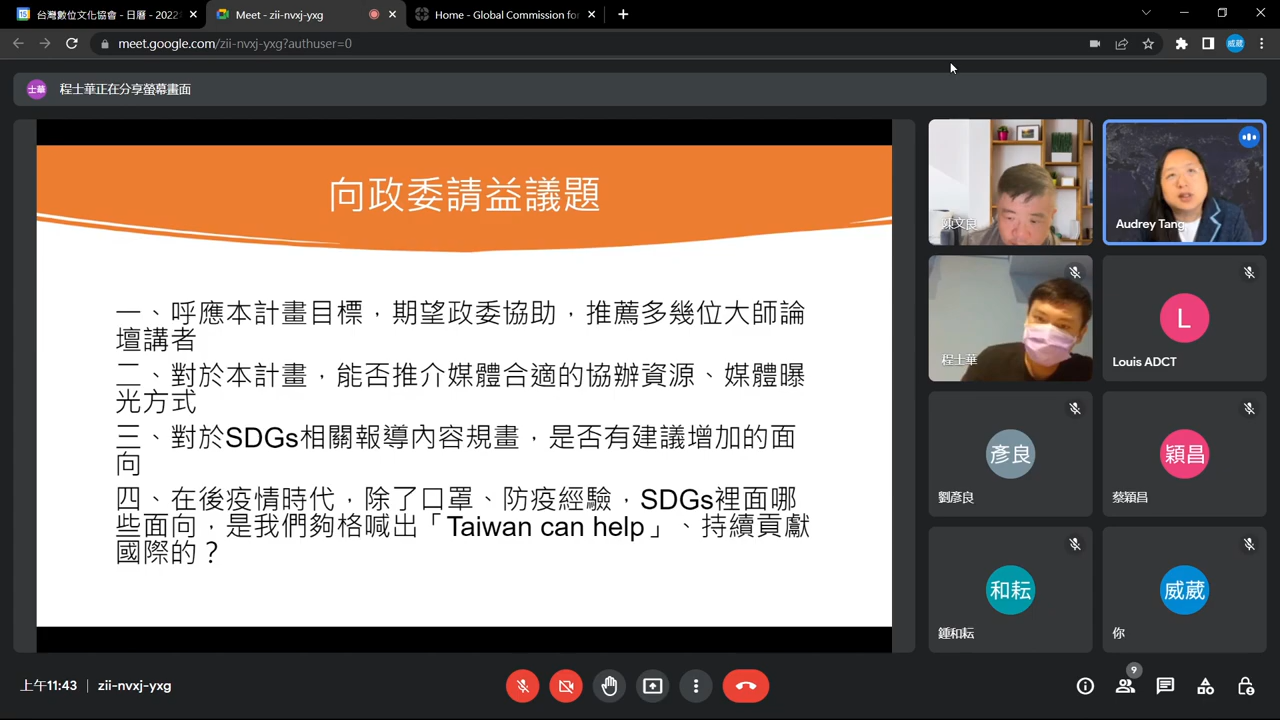 台灣數位文化協會 - 日曆 - 2022
Meet - zii-nvxj-yxg
Home - Global Commission for
meet.google.com/zii-nvxj-yxg?authuser=0
威葳
士華
程士華正在分享螢幕畫面
向政委請益議題
一、呼應本計畫目標，期望政委協助，推薦多幾位大師論
壇講者
二、對於本計畫，能否推介媒體合適的協辦資源、媒體曝
光方式
三、對於SDGs相關報導內容規畫，是否有建議增加的面
向
四、在後疫情時代，除了口罩、防疫經驗，SDGs裡面哪
些面向，是我們夠格喊出「Taiwan can help」、持續貢獻
國際的？
陳文良
Audrey Tang
程士華
L
Louis ADCT
彥良
劉彥良
穎昌
蔡穎昌
和耘
鍾和耘
威葳
你
上午11:43
zii-nvxj-yxg
9